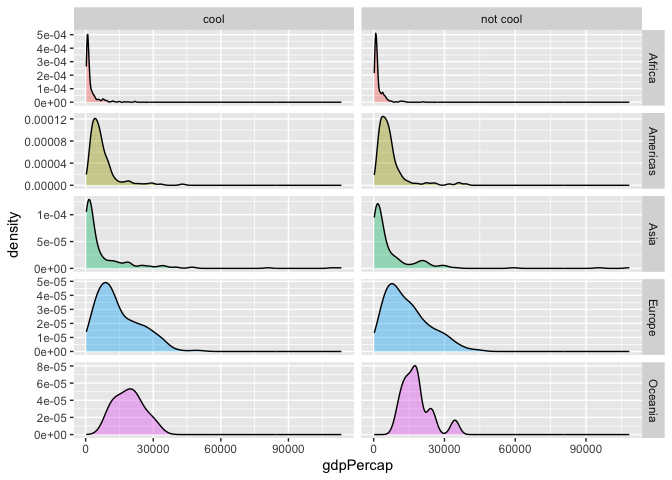 cool not cool
5e-04
4e-04
3e-04
2e-04
1e-04
0e+00
Africa
0.00012
0.00008
0.00004
0.00000
Americas
1e-04
5e-05
0e+00
Asia
5e-05
4e-05
3e-05
2e-05
1e-05
0e+00
Europe
8e-05
6e-05
4e-05
2e-05
0e+00
Oceania
density
0 30000 60000 90000 0 30000 60000 90000
gdpPercap